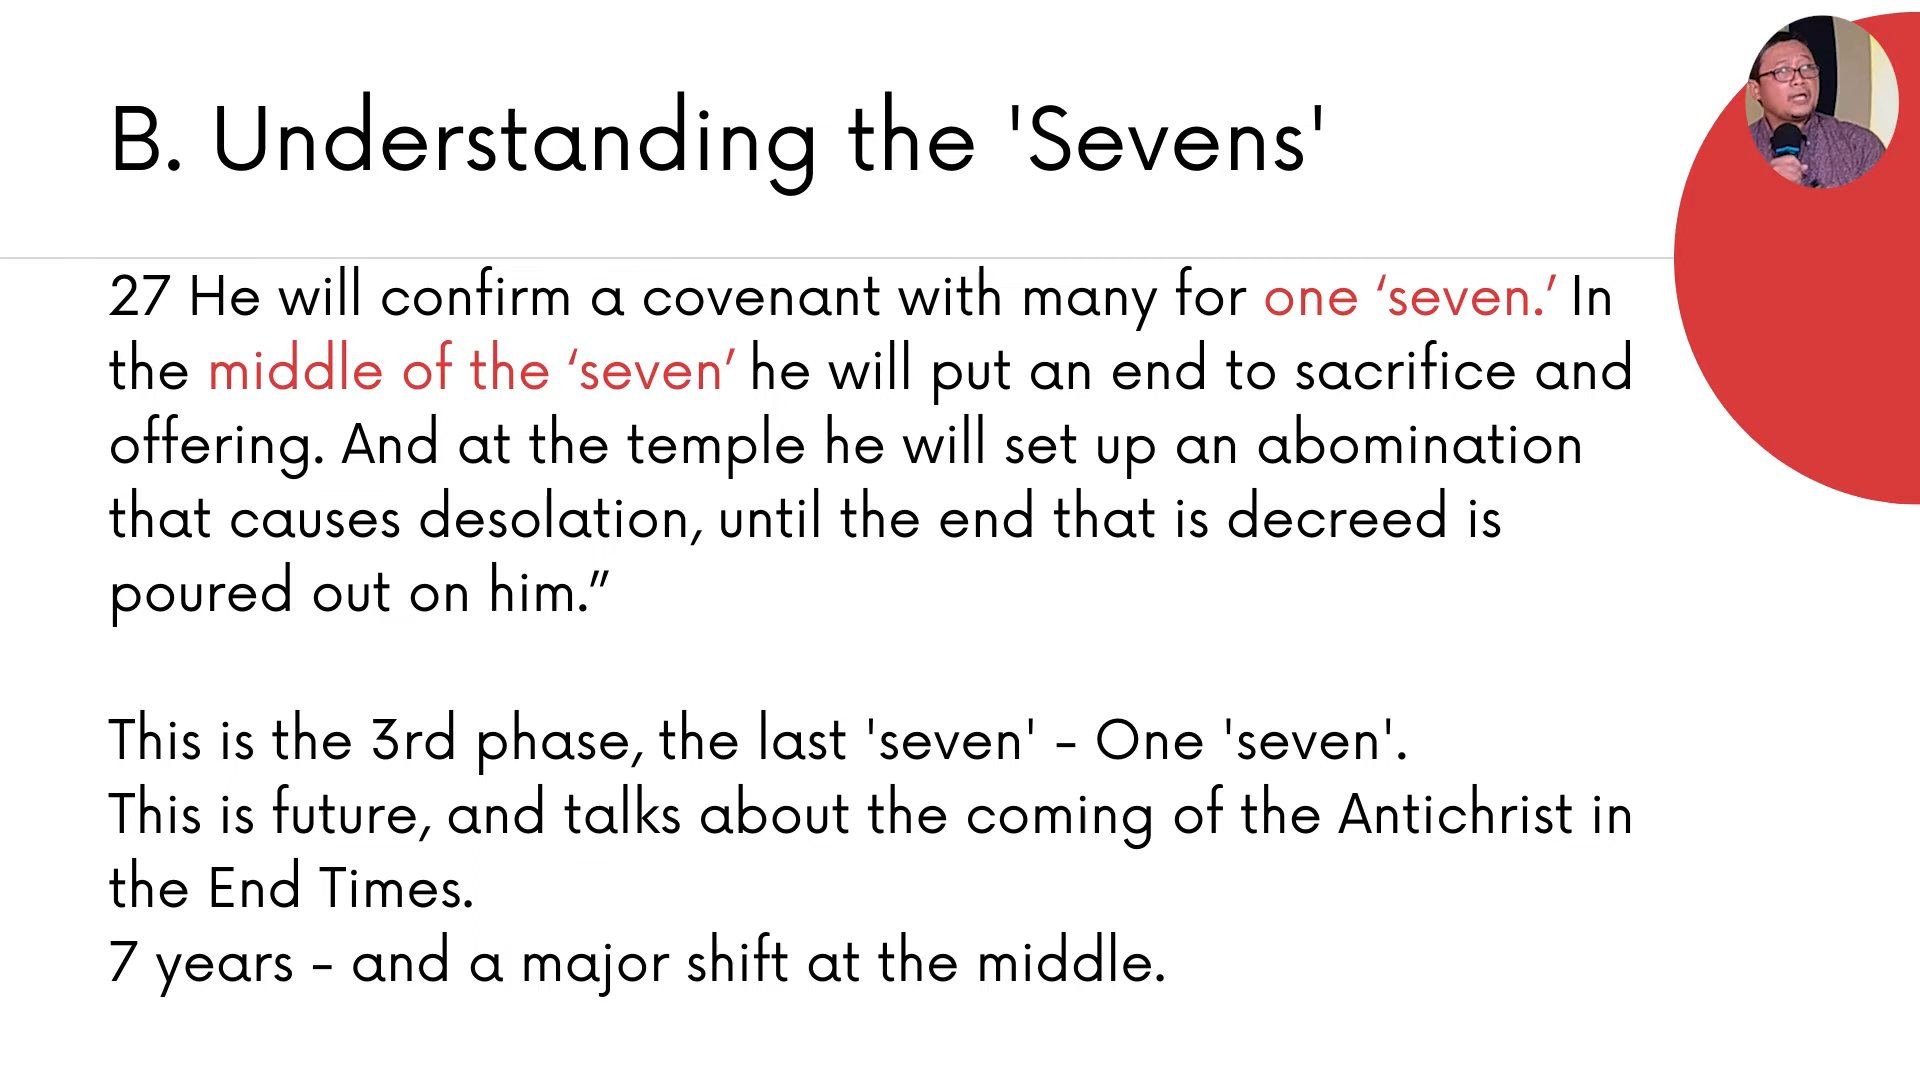 B. Understanding the 'Sevens'
27 He will confirm a covenant with many for one ‘seven.’ In
the middle of the ‘seven’ he will put an end to sacrifice and
offering. And at the temple he will set up an abomination
that causes desolation, until the end that is decreed is
poured out on him.”
This is the 3rd phase, the last 'seven' - One 'seven'.
This is future, and talks about the coming of the Antichrist in
the End Times.
7 years - and a major shift at the middle.